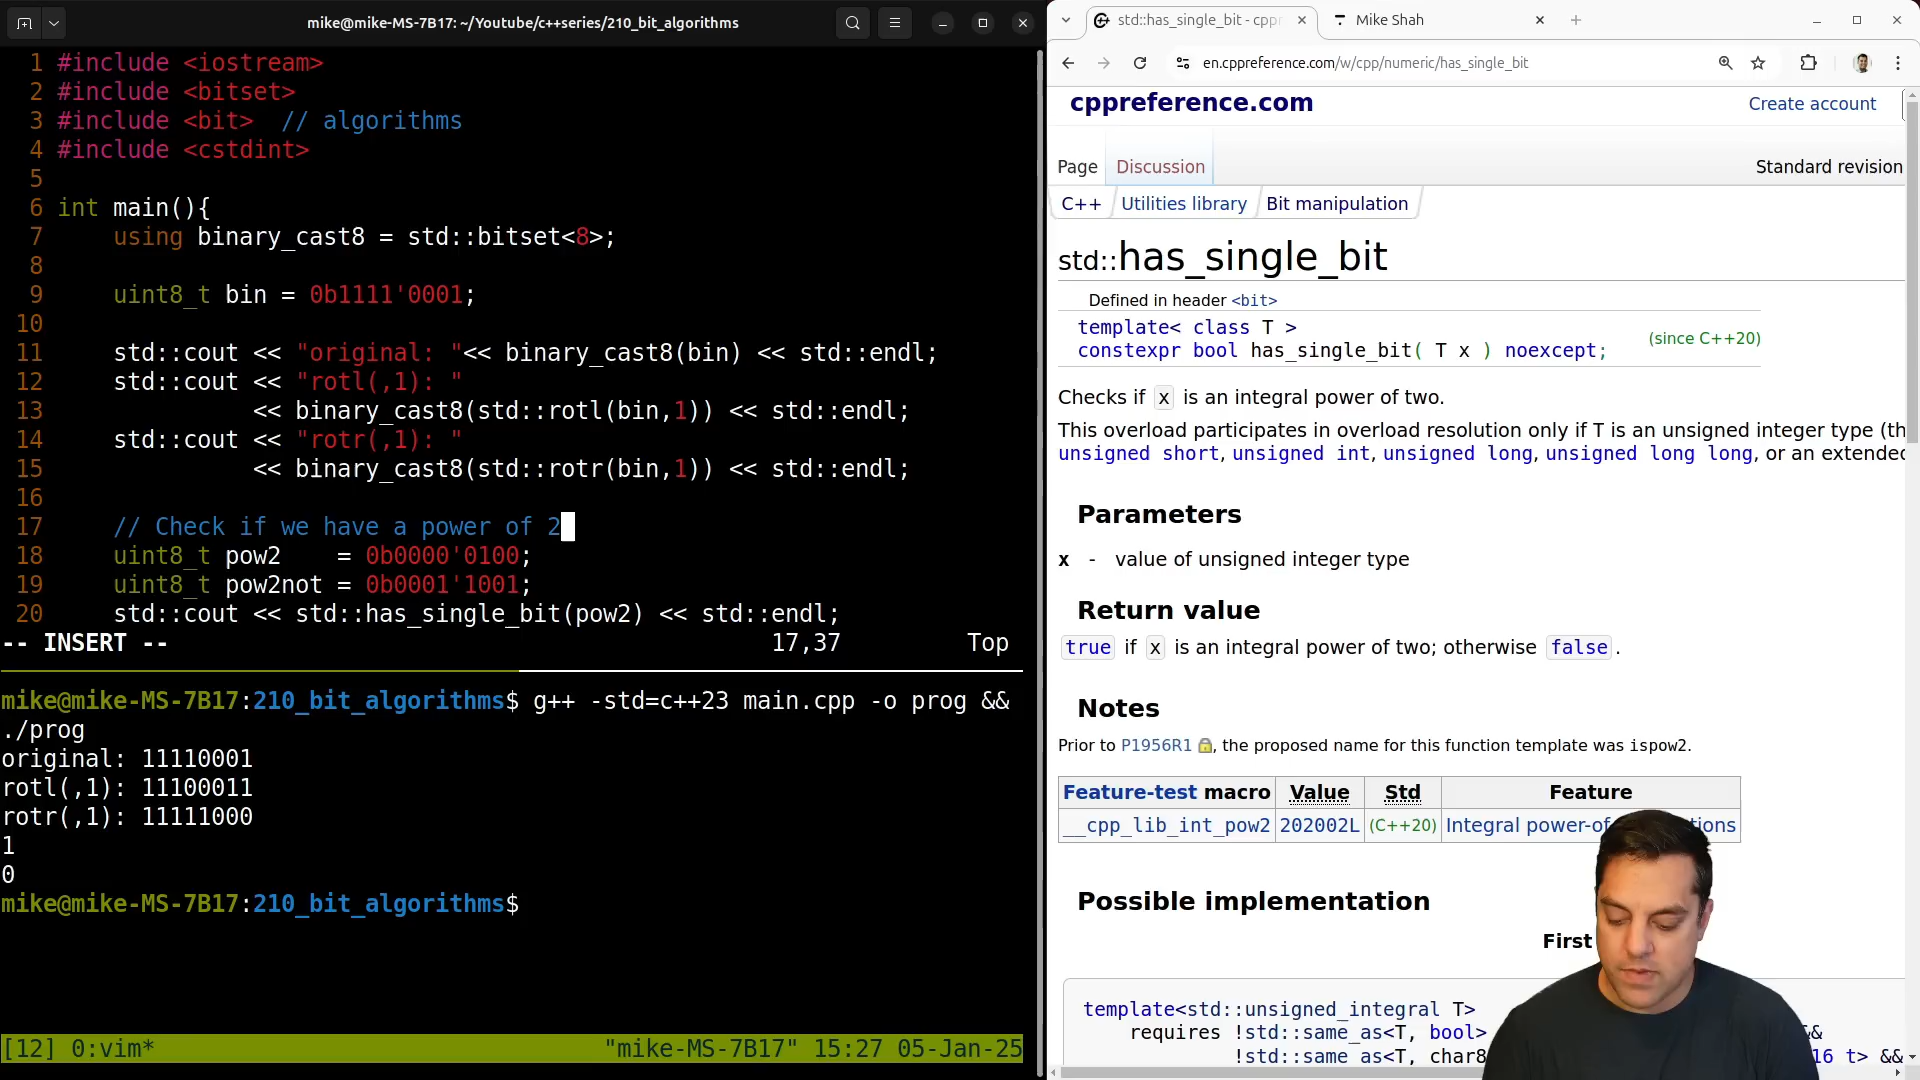 mike@mike-MS-7B17: ~/Youtube/c++series/210_bit_algorithms
1 #include <iostream>
2 #include <bitset>
3 #include <bit>  // algorithms
4 #include <cstdint>
5
6 int main(){
7     using binary_cast8 = std::bitset<8>;
8
9     uint8_t bin = 0b1111'0001;
10
11     std::cout << "original: "<< binary_cast8(bin) << std::endl;
12     std::cout << "rotl(,1): "
13               << binary_cast8(std::rotl(bin,1)) << std::endl;
14     std::cout << "rotr(,1): "
15               << binary_cast8(std::rotr(bin,1)) << std::endl;
16
17     // Check if we have a power of 2
18     uint8_t pow2    = 0b0000'0100;
19     uint8_t pow2not = 0b0001'1001;
20     std::cout << std::has_single_bit(pow2) << std::endl;
-- INSERT -- 17,37 Top
mike@mike-MS-7B17:210_bit_algorithms$ g++ -std=c++23 main.cpp -o prog &&
./prog
original: 11110001
rotl(,1): 11100011
rotr(,1): 11111000
1
0
mike@mike-MS-7B17:210_bit_algorithms$
[12] 0:vim* "mike-MS-7B17" 15:27 05-Jan-25
std::has_single_bit - cppr
Mike Shah
en.cppreference.com/w/cpp/numeric/has_single_bit
cppreference.com
Create account
Page Discussion
Standard revision
C++ Utilities library Bit manipulation
std::has_single_bit
Defined in header <bit>
template< class T >
constexpr bool has_single_bit( T x ) noexcept;
(since C++20)
Checks if x is an integral power of two.
This overload participates in overload resolution only if T is an unsigned integer type (th
unsigned short, unsigned int, unsigned long, unsigned long long, or an extended
Parameters
x - value of unsigned integer type
Return value
true if x is an integral power of two; otherwise false.
Notes
Prior to P1956R1, the proposed name for this function template was ispow2.
Feature-test macro Value Std Feature
__cpp_lib_int_pow2 202002L (C++20) Integral power-of tions
Possible implementation
First
template<std::unsigned_integral T>
requires !std::same_as<T, bool> &&
!std::same_as<T, char8 16_t> &&